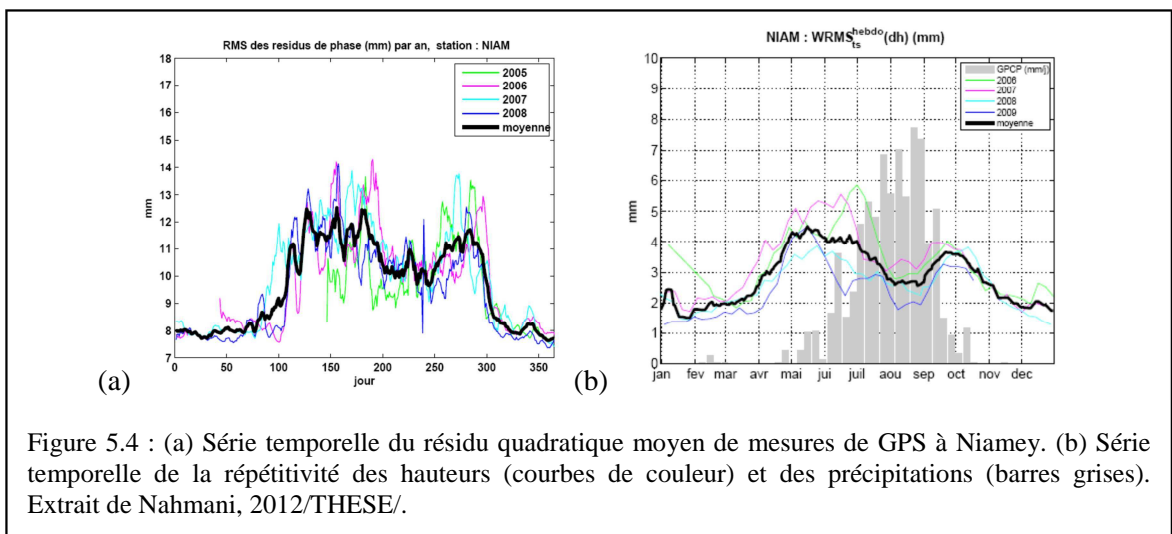 RMS des residus de phase (mm) par an, station : NIAM
18
17
16
15
14
13
12
11
10
9
8
7
mm
0
50
100
150
200
250
300
350
jour
2005
2006
2007
2008
moyenne
(a)
NIAM : WRMS_ts^hebdo(dh) (mm)
10
9
8
7
6
5
4
3
2
1
0
mm
jan fev mar avr mai jui juil aou sep oct nov dec
GPCP (mm/j)
2006
2007
2008
2009
moyenne
(b)
Figure 5.4 : (a) Série temporelle du résidu quadratique moyen de mesures de GPS à Niamey. (b) Série
temporelle de la répétitivité des hauteurs (courbes de couleur) et des précipitations (barres grises).
Extrait de Nahmani, 2012/THESE/.